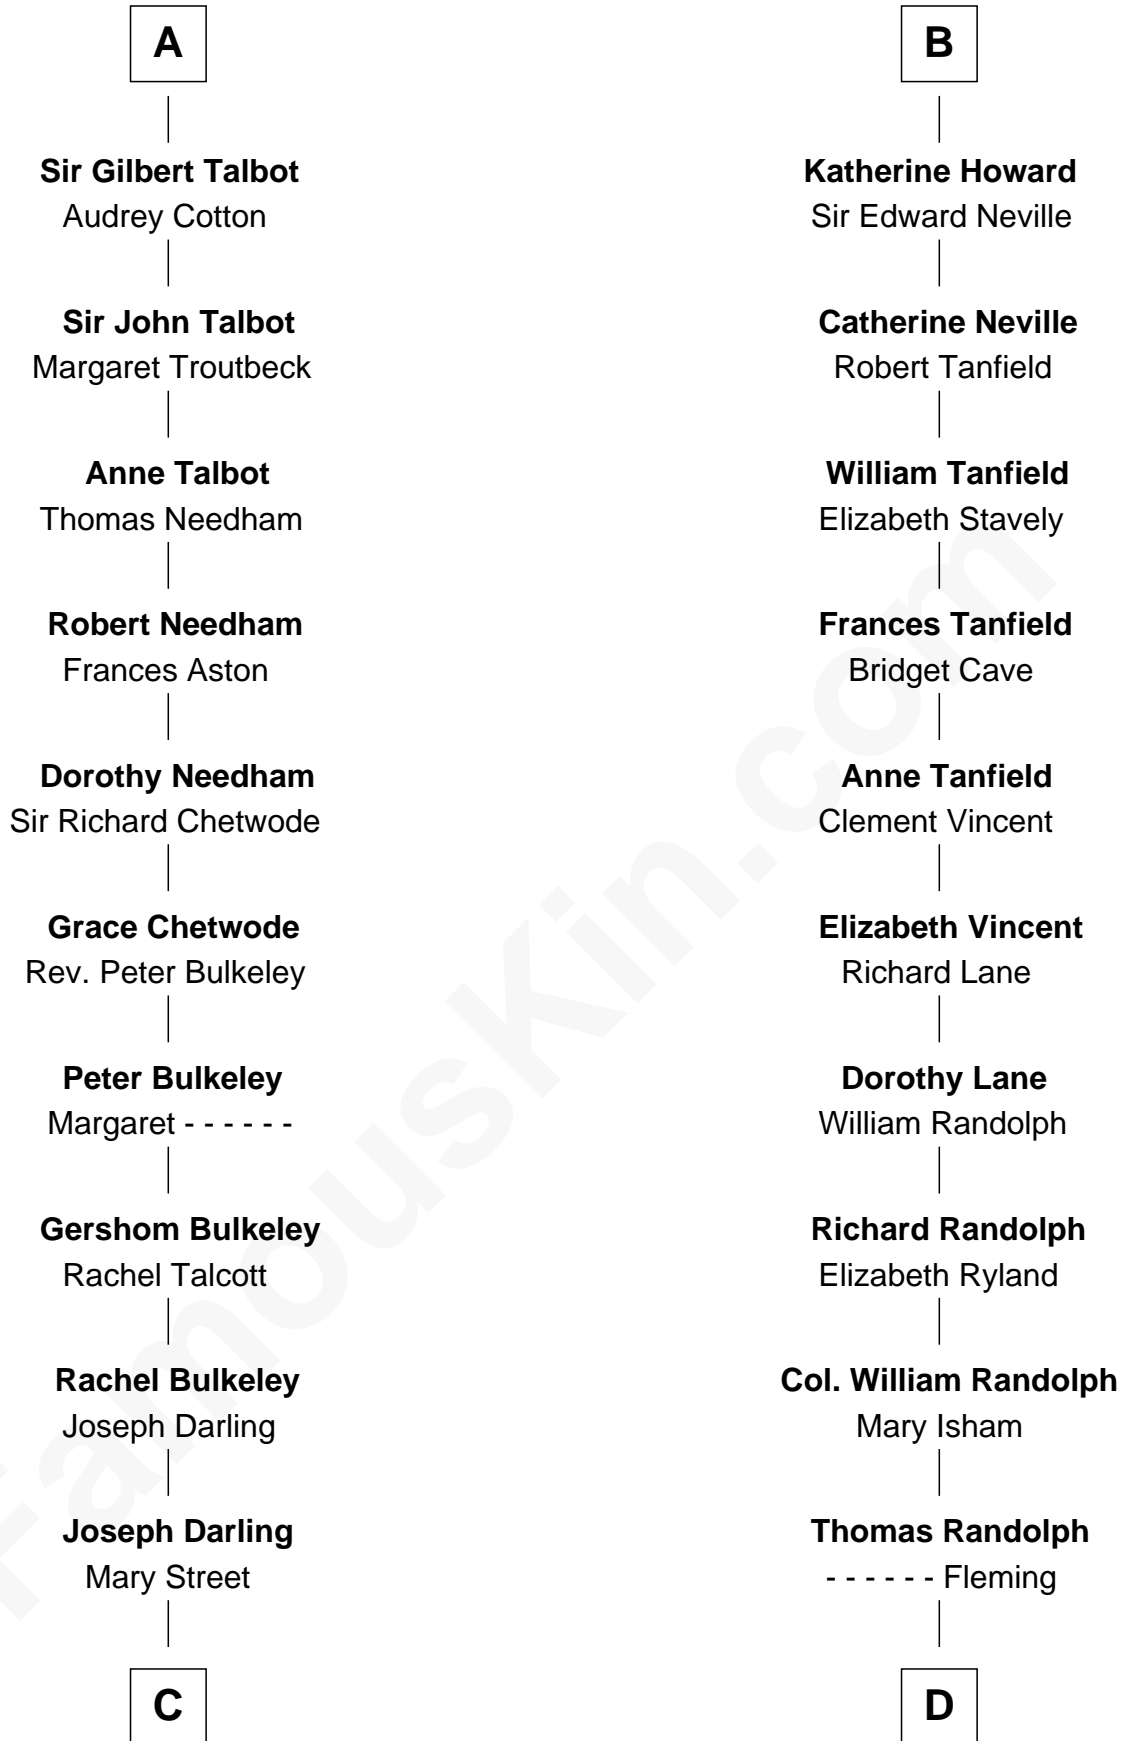 A
Sir Gilbert Talbot
Audrey Cotton
Sir John Talbot
Margaret Troutbeck
Anne Talbot
Thomas Needham
Robert Needham
Frances Aston
Dorothy Needham
Sir Richard Chetwode
Grace Chetwode
Rev. Peter Bulkeley
Peter Bulkeley
Margaret - - - - - -
Gershom Bulkeley
Rachel Talcott
Rachel Bulkeley
Joseph Darling
Joseph Darling
Mary Street
C
B
Katherine Howard
Sir Edward Neville
Catherine Neville
Robert Tanfield
William Tanfield
Elizabeth Stavely
Frances Tanfield
Bridget Cave
Anne Tanfield
Clement Vincent
Elizabeth Vincent
Richard Lane
Dorothy Lane
William Randolph
Richard Randolph
Elizabeth Ryland
Col. William Randolph
Mary Isham
Thomas Randolph
- - - - - - Fleming
D
FamousKin.com